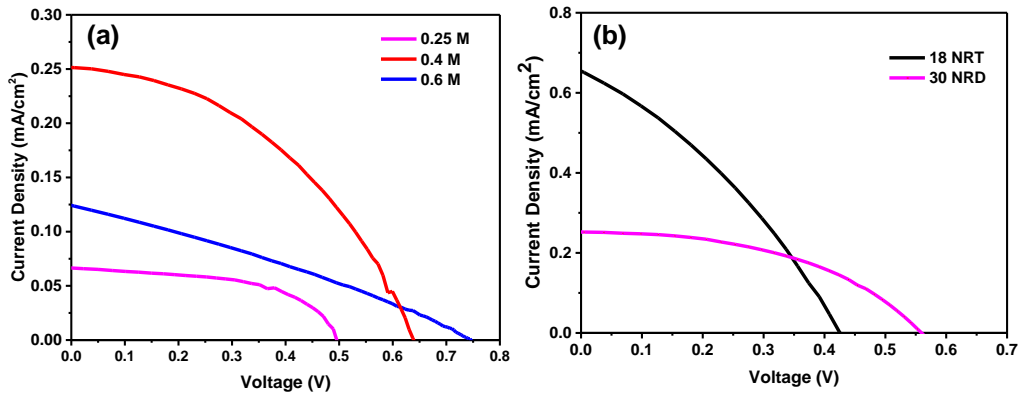 (a)
0.25 M
0.4 M
0.6 M
0.30
0.25
0.20
0.15
0.10
0.05
0.00
Current Density (mA/cm²)
0.0 0.1 0.2 0.3 0.4 0.5 0.6 0.7 0.8
Voltage (V)
(b)
18 NRT
30 NRD
0.8
0.6
0.4
0.2
0.0
Current Density (mA/cm²)
0.0 0.1 0.2 0.3 0.4 0.5 0.6 0.7
Voltage (V)